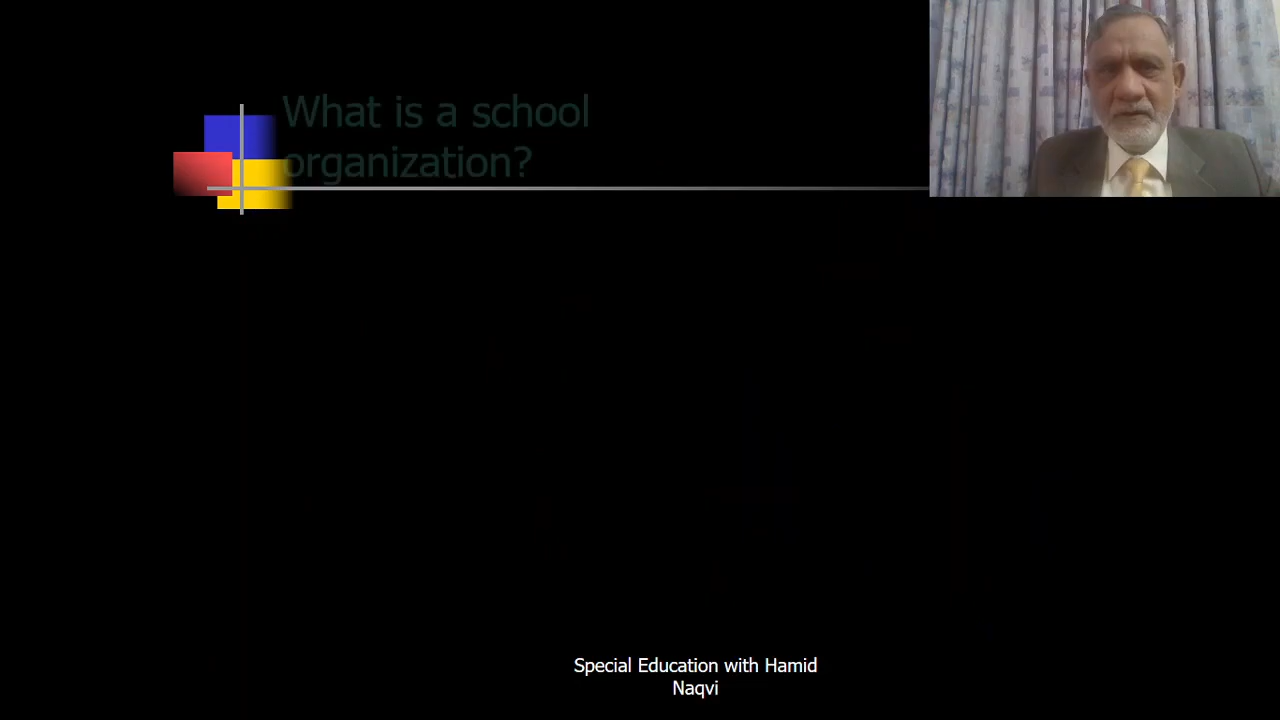 What is a school
organization?
Special Education with Hamid
Naqvi